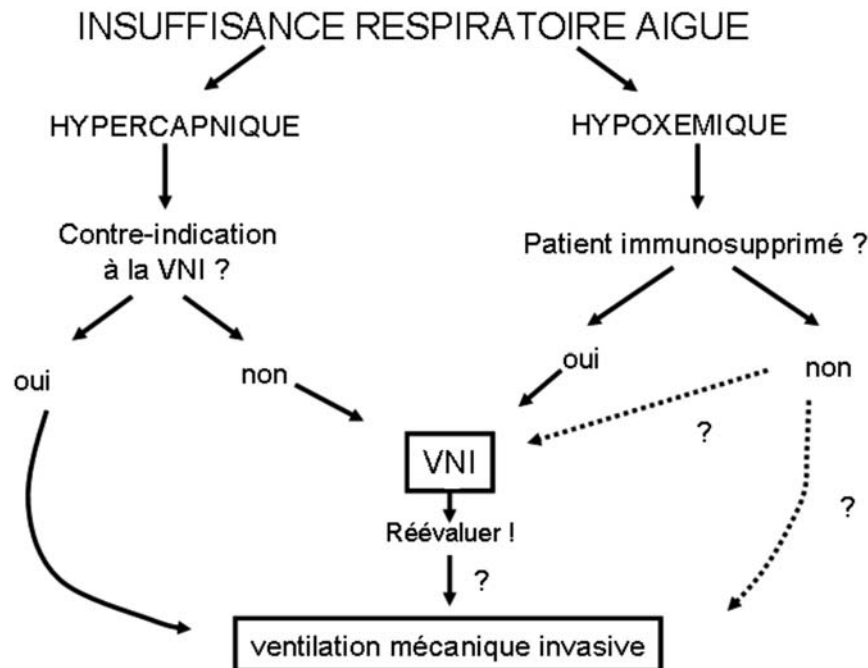 INSUFFISANCE RESPIRATOIRE AIGUE
HYPERCAPNIQUE
HYPOXEMIQUE
Contre-indication
à la VNI ?
Patient immunosupprimé ?
oui
non
oui
non
?
VNI
?
Réévaluer !
?
ventilation mécanique invasive